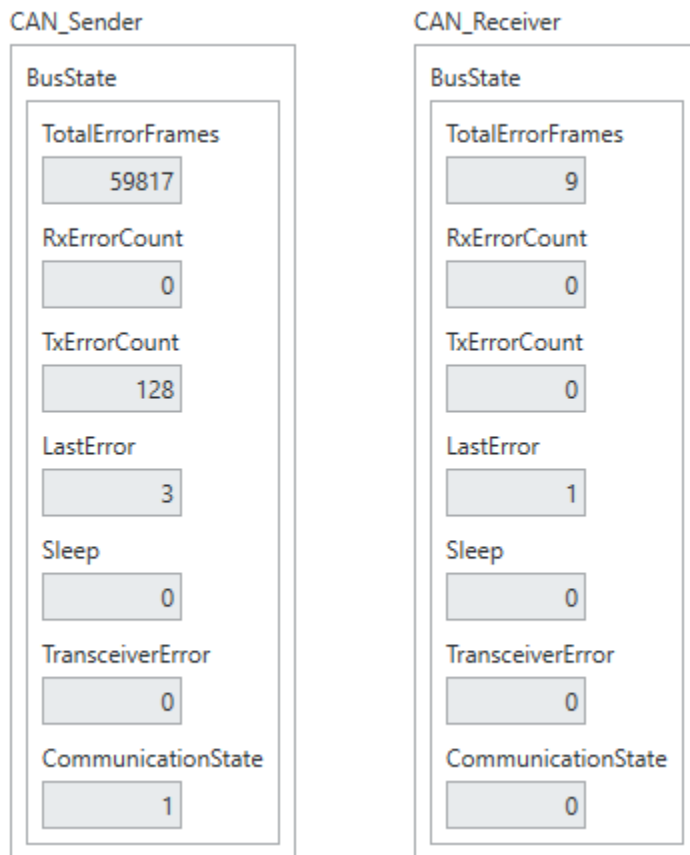 CAN_Sender
BusState
TotalErrorFrames
59817
RxErrorCount
0
TxErrorCount
128
LastError
3
Sleep
0
TransceiverError
0
CommunicationState
1
CAN_Receiver
BusState
TotalErrorFrames
9
RxErrorCount
0
TxErrorCount
0
LastError
1
Sleep
0
TransceiverError
0
CommunicationState
0